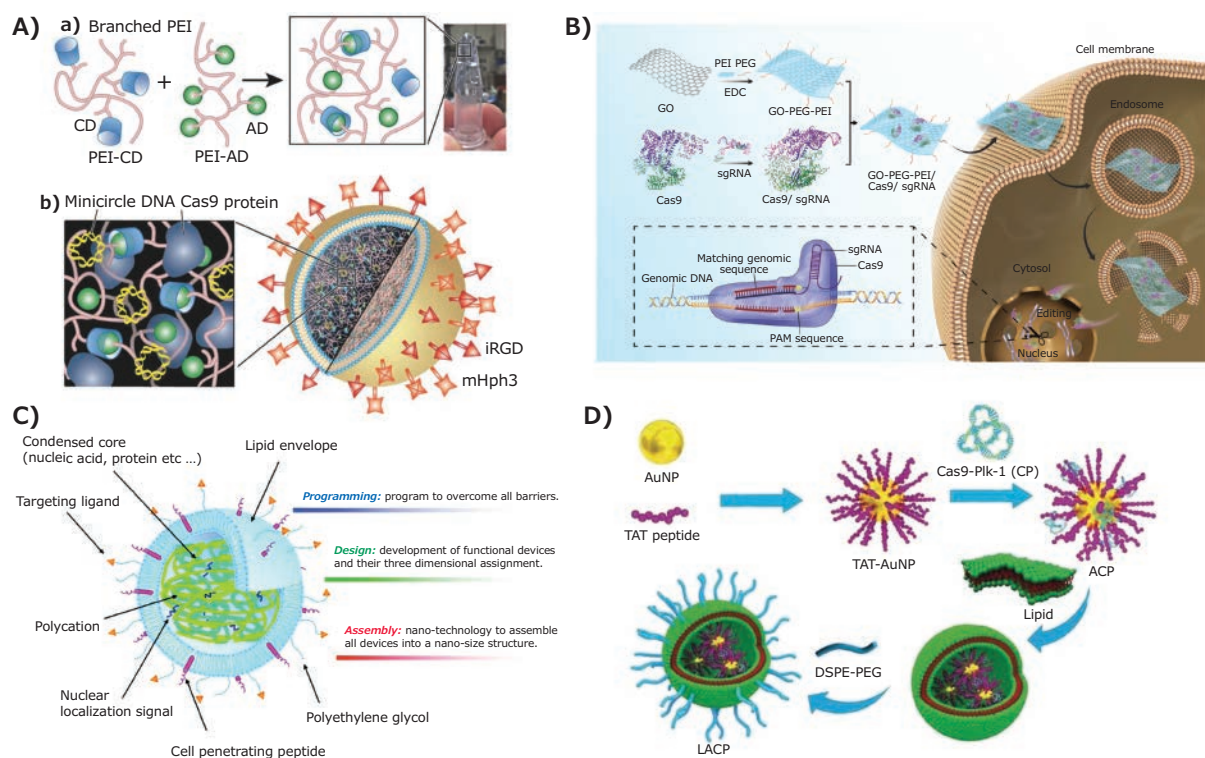 A)
a) Branched PEI
CD
PEI-CD
+
PEI-AD
AD
b)
Minicircle DNA Cas9 protein
iRGD
mHph3
B)
GO
PEI PEG
EDC
GO-PEG-PEI
Cas9
sgRNA
Cas9/ sgRNA
GO-PEG-PEI/
Cas9/ sgRNA
Cell membrane
Endosome
Cytosol
Editing
Nucleus
sgRNA
Cas9
Matching genomic
sequence
Genomic DNA
PAM sequence
C)
Condensed core
(nucleic acid, protein etc ...)
Lipid envelope
Targeting ligand
Polycation
Nuclear
localization signal
Cell penetrating peptide
Polyethylene glycol
Programming: program to overcome all barriers.
Design: development of functional devices
and their three dimensional assignment.
Assembly: nano-technology to assemble
all devices into a nano-size structure.
D)
AuNP
TAT peptide
TAT-AuNP
Cas9-Plk-1 (CP)
ACP
Lipid
DSPE-PEG
LACP